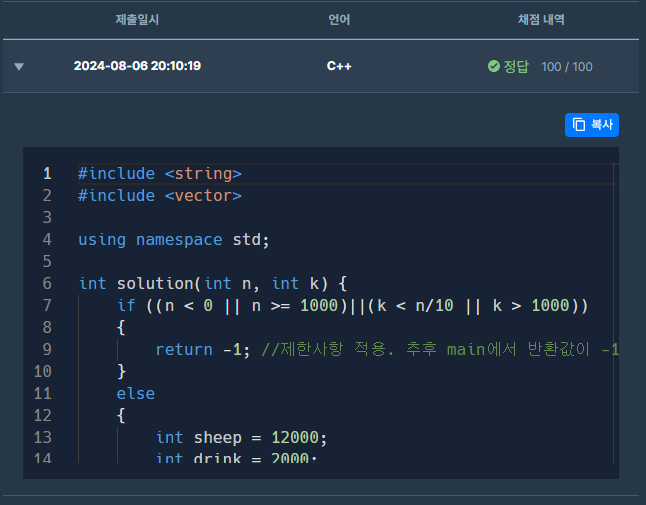 제출일시 언어 채점 내역
2024-08-06 20:10:19 C++ 정답 100 / 100
복사
1 #include <string>
2 #include <vector>
3
4 using namespace std;
5
6 int solution(int n, int k) {
7 if ((n < 0 || n >= 1000)||(k < n/10 || k > 1000))
8 {
9 return -1; //제한사항 적용. 추후 main에서 반환값이 -1
10 }
11 else
12 {
13 int sheep = 12000;
14 int drink = 2000;